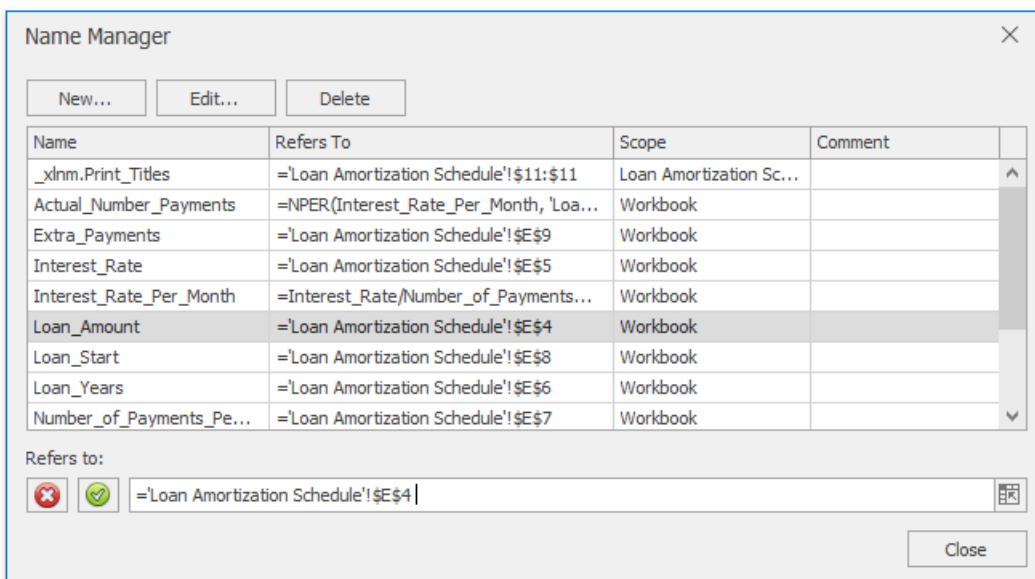 Name Manager
New... Edit... Delete
Name Refers To Scope Comment
_xlnm.Print_Titles ='Loan Amortization Schedule'!$11:$11 Loan Amortization Sc...
Actual_Number_Payments =NPER(Interest_Rate_Per_Month, 'Loa... Workbook
Extra_Payments ='Loan Amortization Schedule'!$E$9 Workbook
Interest_Rate ='Loan Amortization Schedule'!$E$5 Workbook
Interest_Rate_Per_Month =Interest_Rate/Number_of_Payments... Workbook
Loan_Amount ='Loan Amortization Schedule'!$E$4 Workbook
Loan_Start ='Loan Amortization Schedule'!$E$8 Workbook
Loan_Years ='Loan Amortization Schedule'!$E$6 Workbook
Number_of_Payments_Pe... ='Loan Amortization Schedule'!$E$7 Workbook
Refers to:
='Loan Amortization Schedule'!$E$4
Close